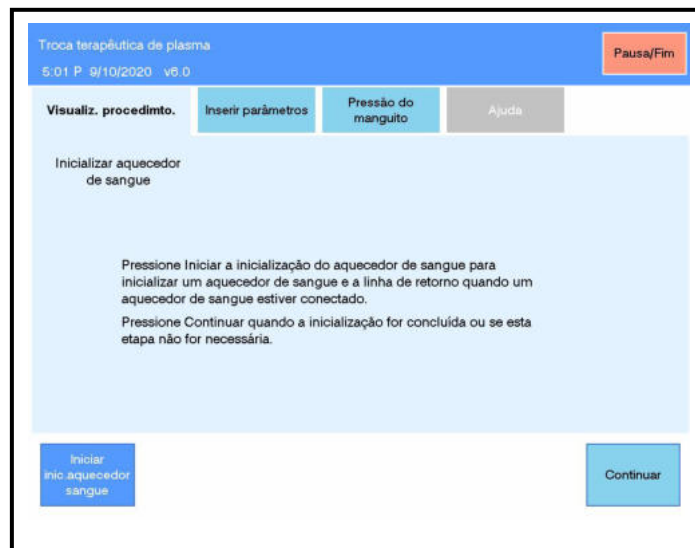 Troca terapêutica de plasma
Pausa/Fim
5:01 P 9/10/2020 v6.0
Visualiz. procedimto.
Inserir parâmetros
Pressão do
manguito
Ajuda
Inicializar aquecedor
de sangue
Pressione Iniciar a inicialização do aquecedor de sangue para
inicializar um aquecedor de sangue e a linha de retorno quando um
aquecedor de sangue estiver conectado.
Pressione Continuar quando a inicialização for concluída ou se esta
etapa não for necessária.
Iniciar
inic.aquecedor
sangue
Continuar